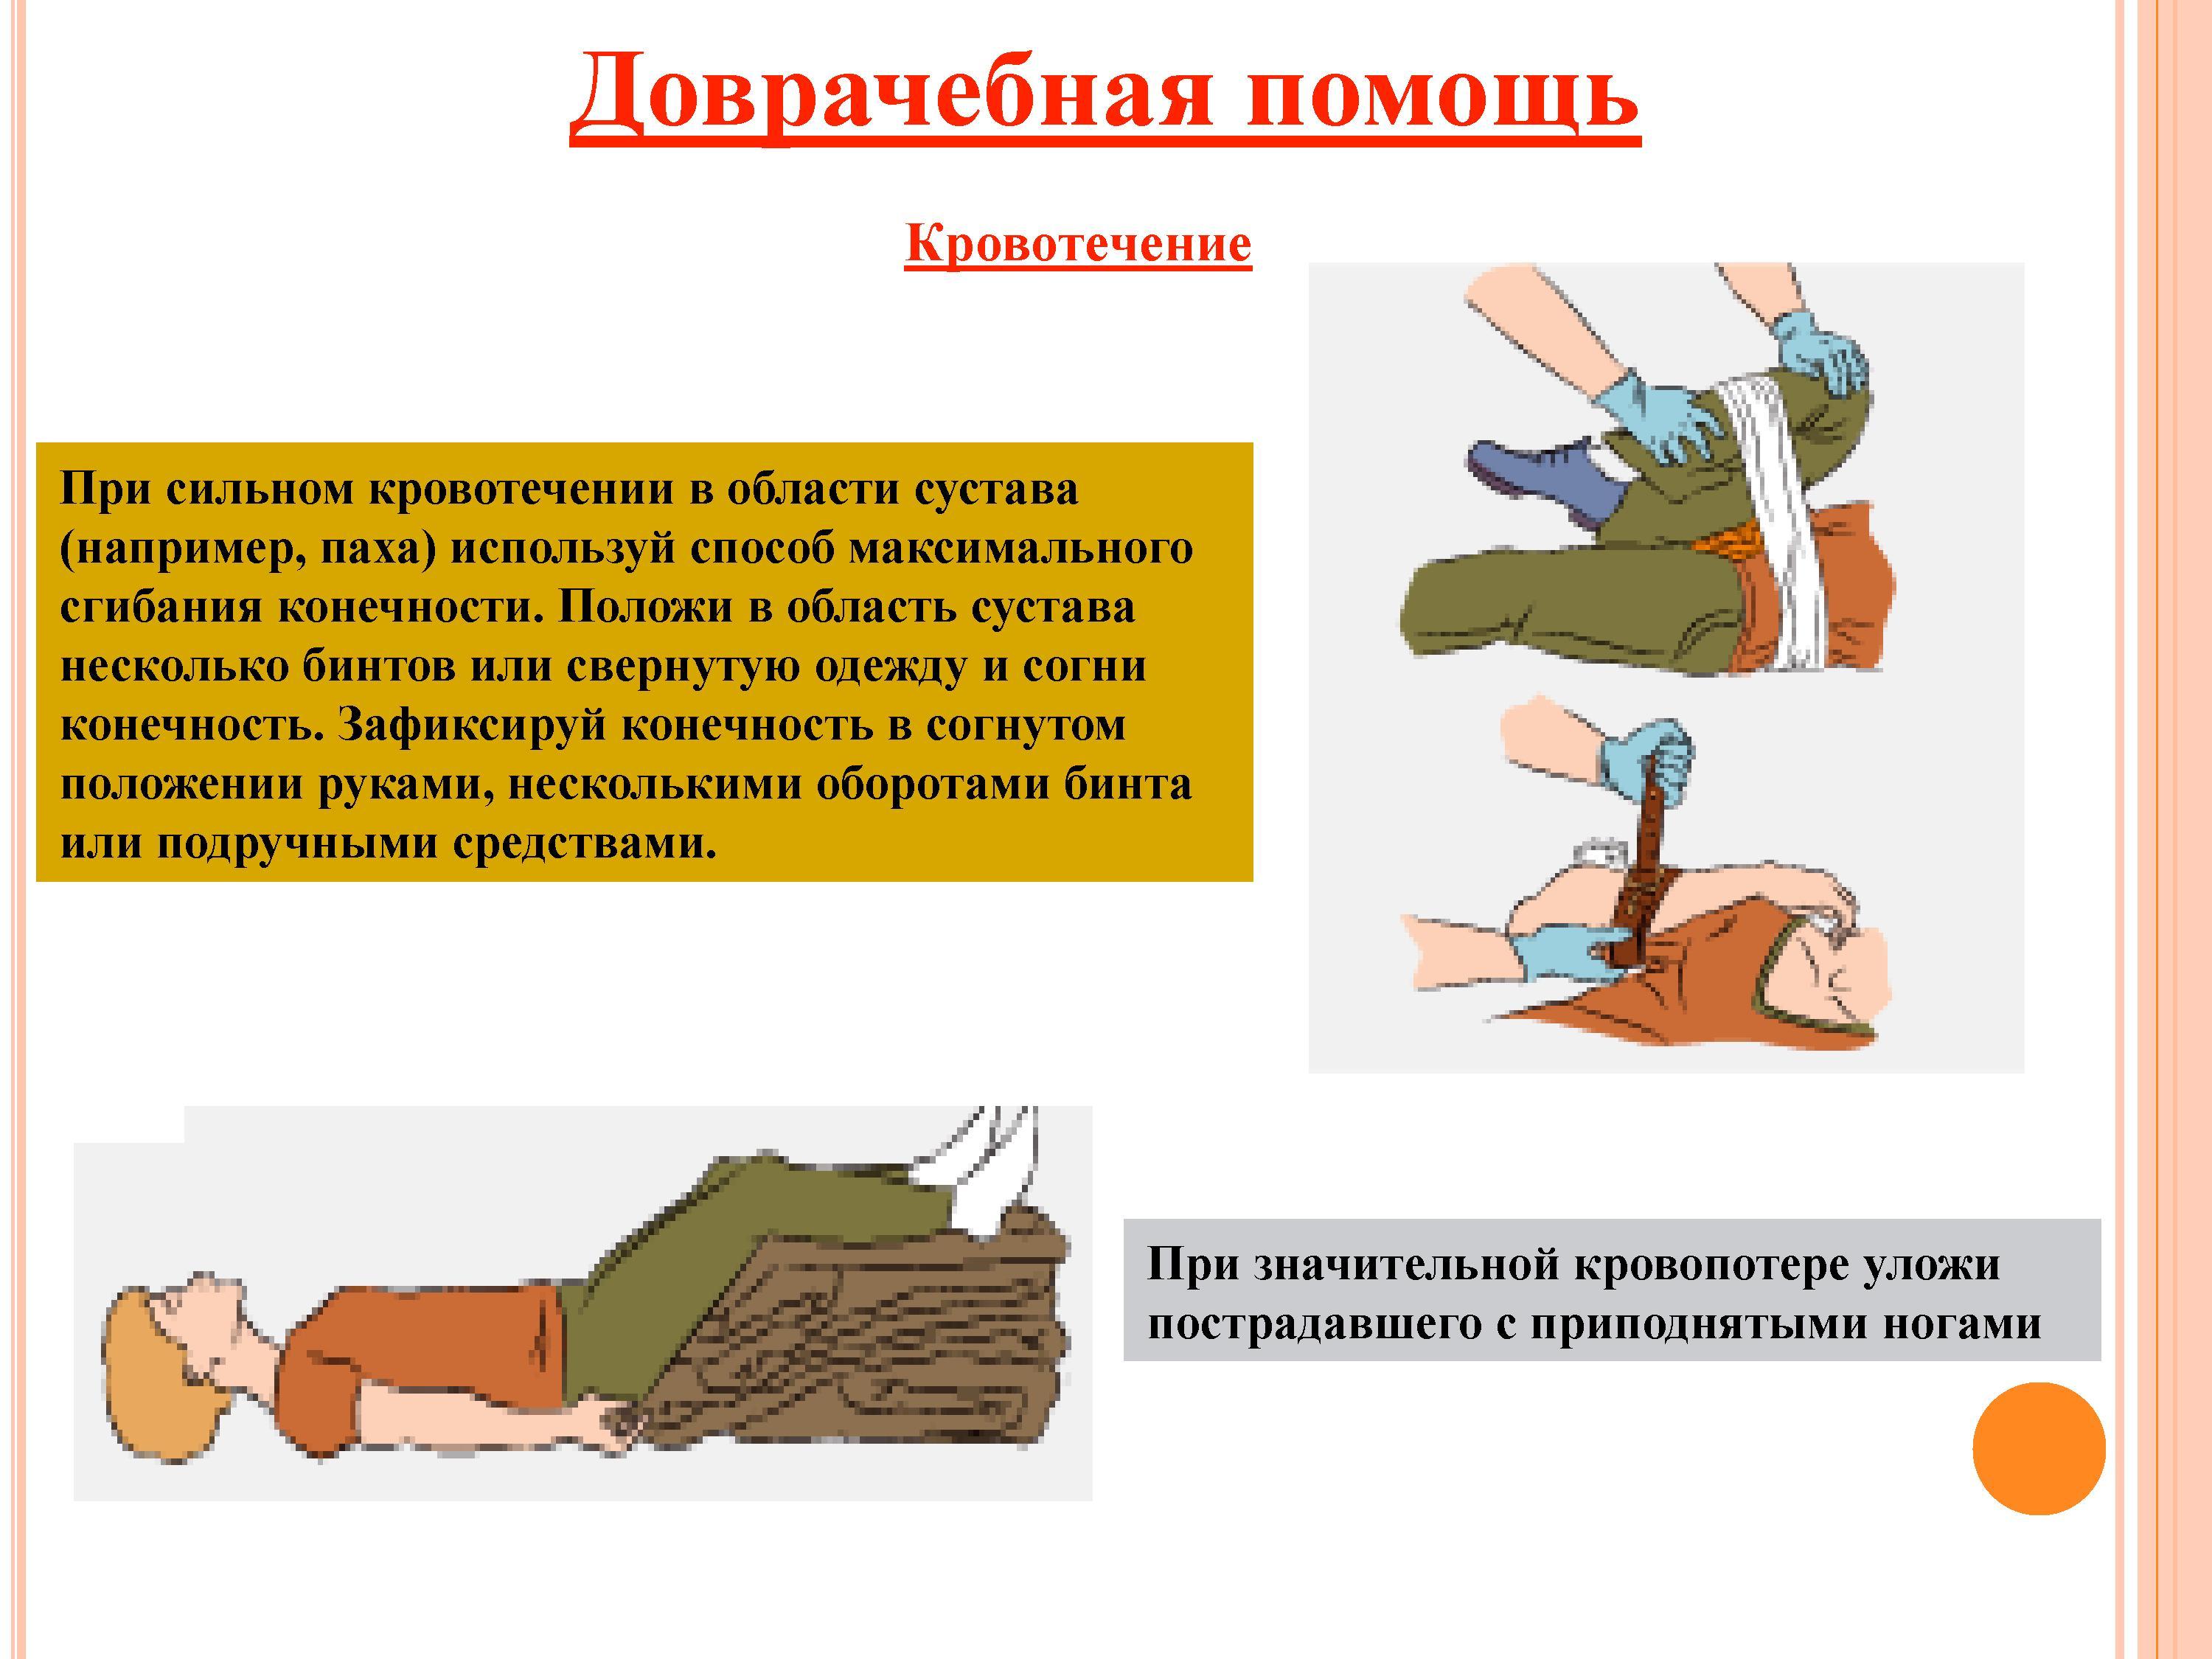 Доврачебная помощь
Кровотечение
При сильном кровотечении в области сустава
(например, паха) используй способ максимального
сгибания конечности. Положи в область сустава
несколько бинтов или свернутую одежду и согни
конечность. Зафиксируй конечность в согнутом
положении руками, несколькими оборотами бинта
или подручными средствами.
При значительной кровопотере уложи
пострадавшего с приподнятыми ногами